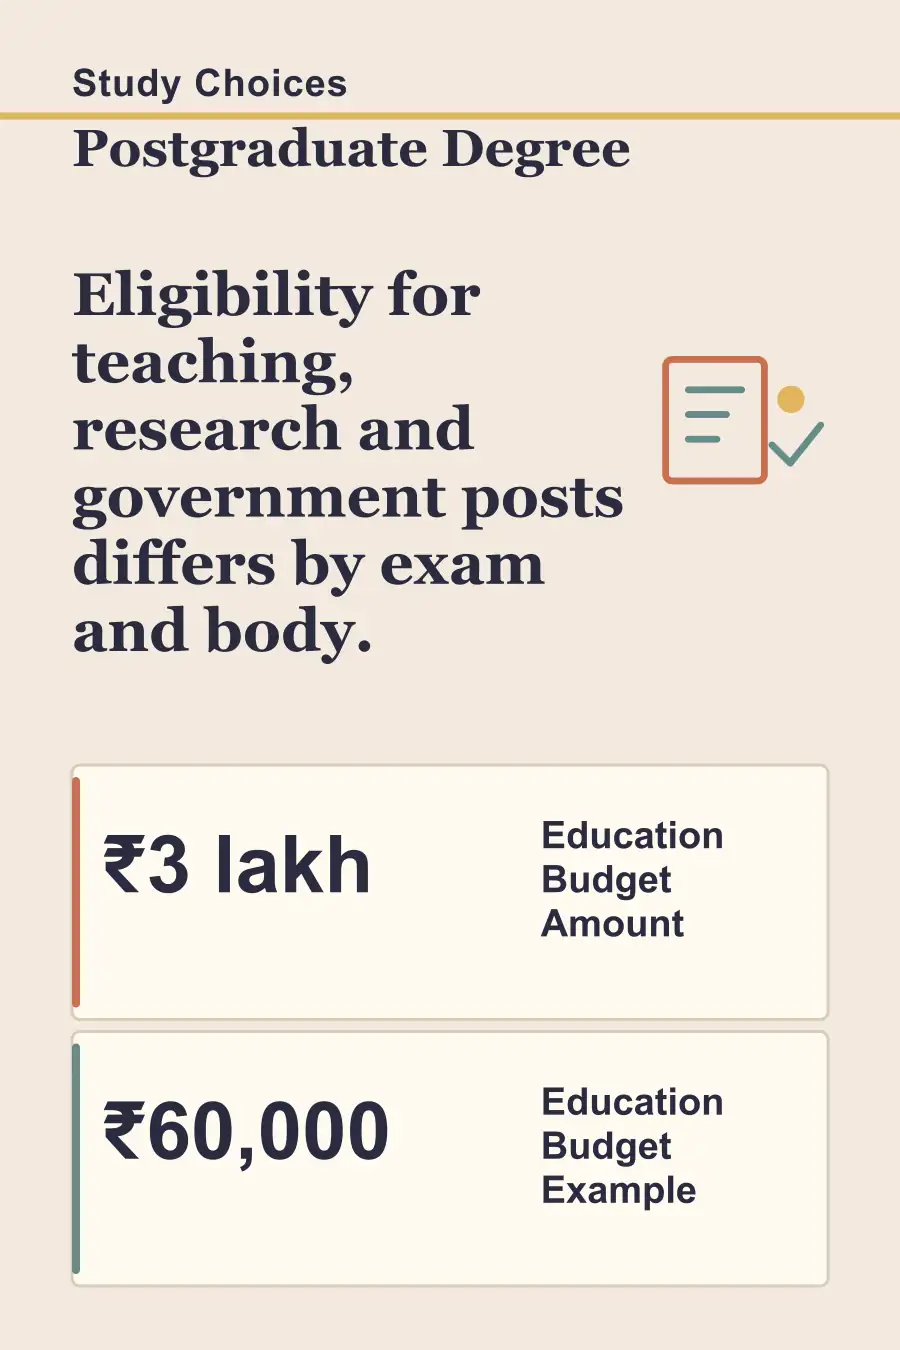 Study Choices
Postgraduate Degree
Eligibility for
teaching,
research and
government posts
differs by exam
and body.
₹3 lakh
Education
Budget
Amount
₹60,000
Education
Budget
Example